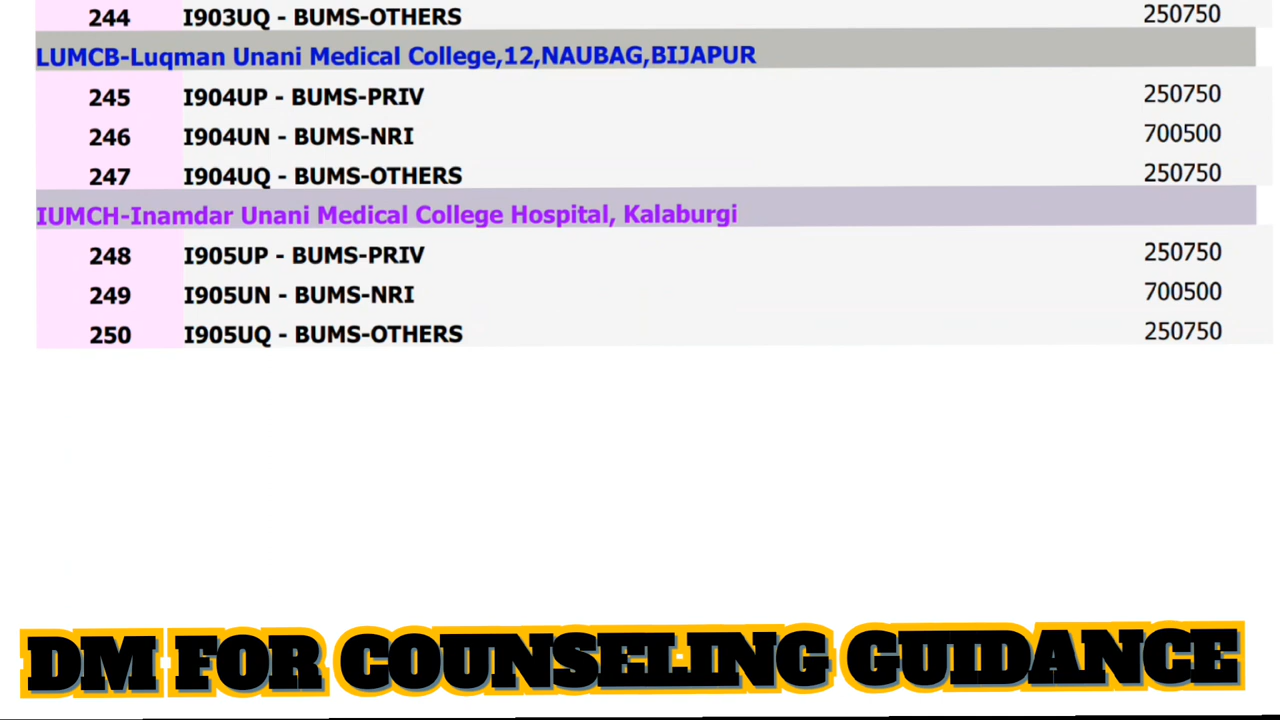 244 I903UQ - BUMS-OTHERS 250750
LUMCB-Luqman Unani Medical College,12,NAUBAG,BIJAPUR
245 I904UP - BUMS-PRIV 250750
246 I904UN - BUMS-NRI 700500
247 I904UQ - BUMS-OTHERS 250750
IUMCH-Inamdar Unani Medical College Hospital, Kalaburgi
248 I905UP - BUMS-PRIV 250750
249 I905UN - BUMS-NRI 700500
250 I905UQ - BUMS-OTHERS 250750
DM FOR COUNSELING GUIDANCE